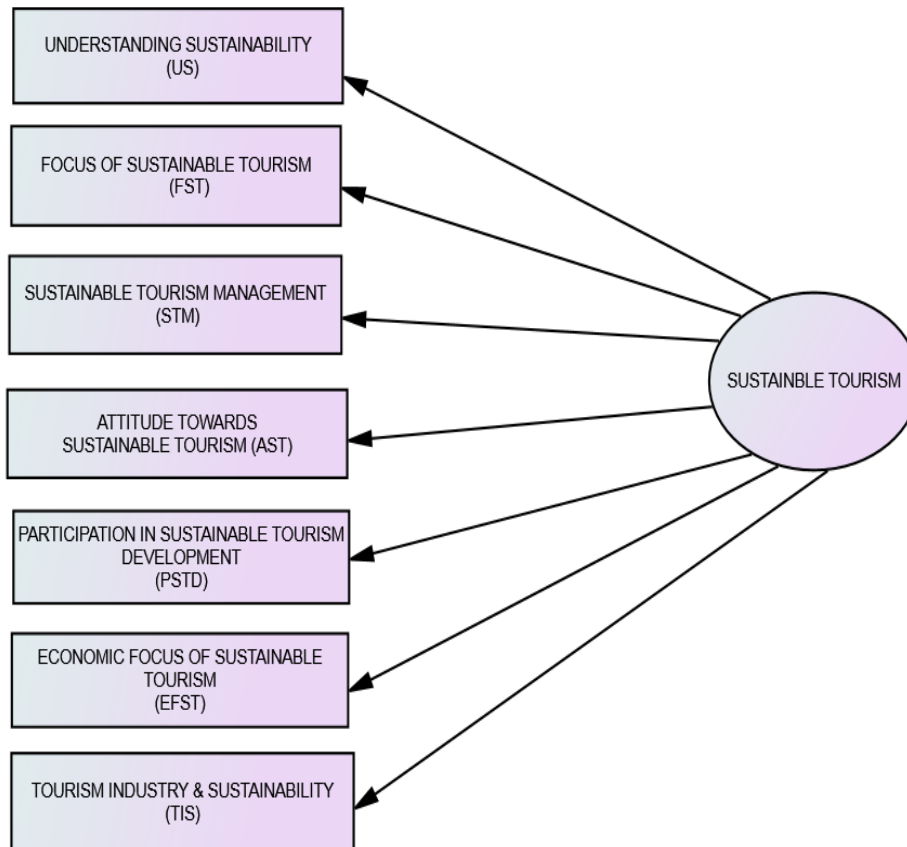 UNDERSTANDING SUSTAINABILITY
(US)
FOCUS OF SUSTAINABLE TOURISM
(FST)
SUSTAINABLE TOURISM MANAGEMENT
(STM)
SUSTAINBLE TOURISM
ATTITUDE TOWARDS
SUSTAINABLE TOURISM (AST)
PARTICIPATION IN SUSTAINABLE TOURISM
DEVELOPMENT
(PSTD)
ECONOMIC FOCUS OF SUSTAINABLE
TOURISM
(EFST)
TOURISM INDUSTRY & SUSTAINABILITY
(TIS)